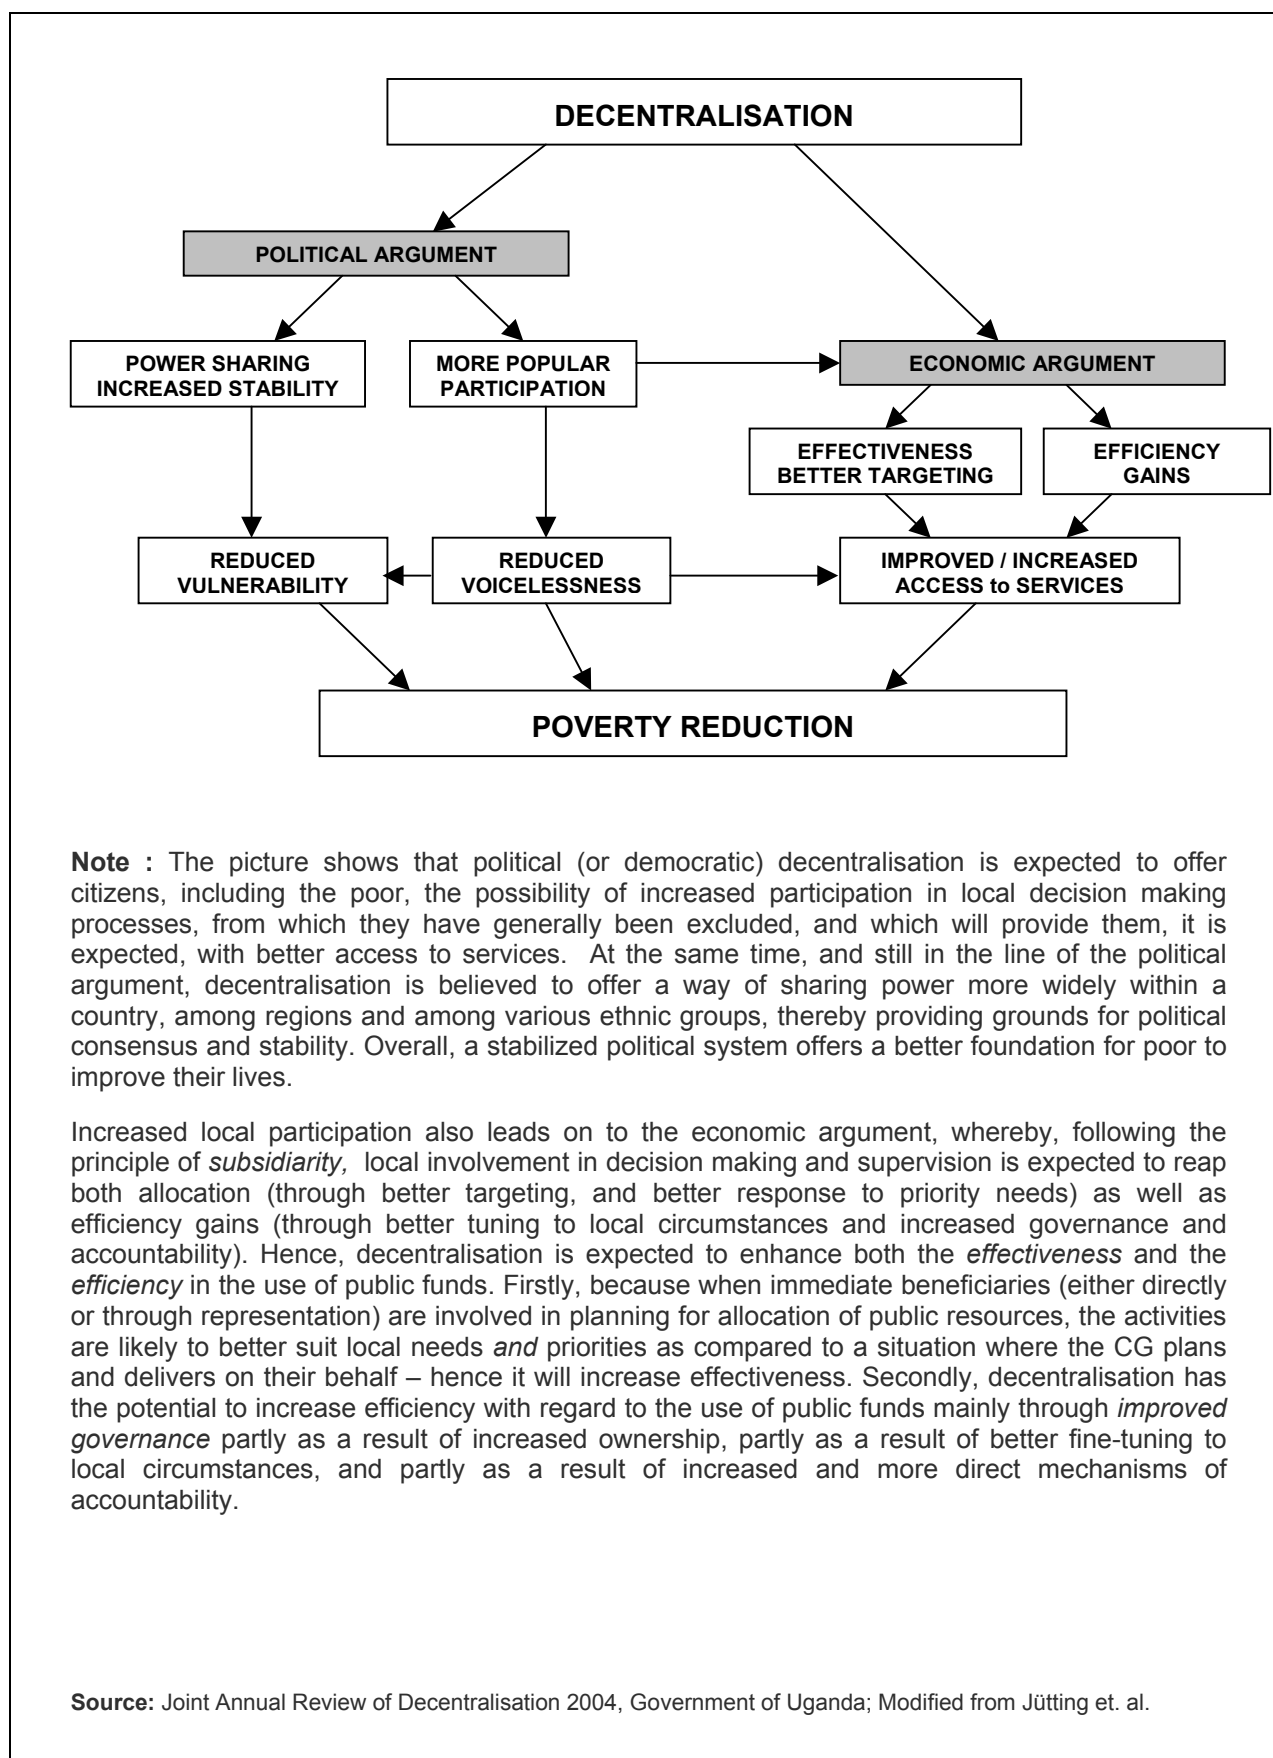 DECENTRALISATION
POLITICAL ARGUMENT
POWER SHARING
INCREASED STABILITY
MORE POPULAR
PARTICIPATION
ECONOMIC ARGUMENT
EFFECTIVENESS
BETTER TARGETING
EFFICIENCY
GAINS
REDUCED
VULNERABILITY
REDUCED
VOICELESSNESS
IMPROVED / INCREASED
ACCESS to SERVICES
POVERTY REDUCTION
Note : The picture shows that political (or democratic) decentralisation is expected to offer
citizens, including the poor, the possibility of increased participation in local decision making
processes, from which they have generally been excluded, and which will provide them, it is
expected, with better access to services. At the same time, and still in the line of the political
argument, decentralisation is believed to offer a way of sharing power more widely within a
country, among regions and among various ethnic groups, thereby providing grounds for political
consensus and stability. Overall, a stabilized political system offers a better foundation for poor to
improve their lives.
Increased local participation also leads on to the economic argument, whereby, following the
principle of subsidiarity, local involvement in decision making and supervision is expected to reap
both allocation (through better targeting, and better response to priority needs) as well as
efficiency gains (through better tuning to local circumstances and increased governance and
accountability). Hence, decentralisation is expected to enhance both the effectiveness and the
efficiency in the use of public funds. Firstly, because when immediate beneficiaries (either directly
or through representation) are involved in planning for allocation of public resources, the activities
are likely to better suit local needs and priorities as compared to a situation where the CG plans
and delivers on their behalf – hence it will increase effectiveness. Secondly, decentralisation has
the potential to increase efficiency with regard to the use of public funds mainly through improved
governance partly as a result of increased ownership, partly as a result of better fine-tuning to
local circumstances, and partly as a result of increased and more direct mechanisms of
accountability.
Source: Joint Annual Review of Decentralisation 2004, Government of Uganda; Modified from Jütting et. al.